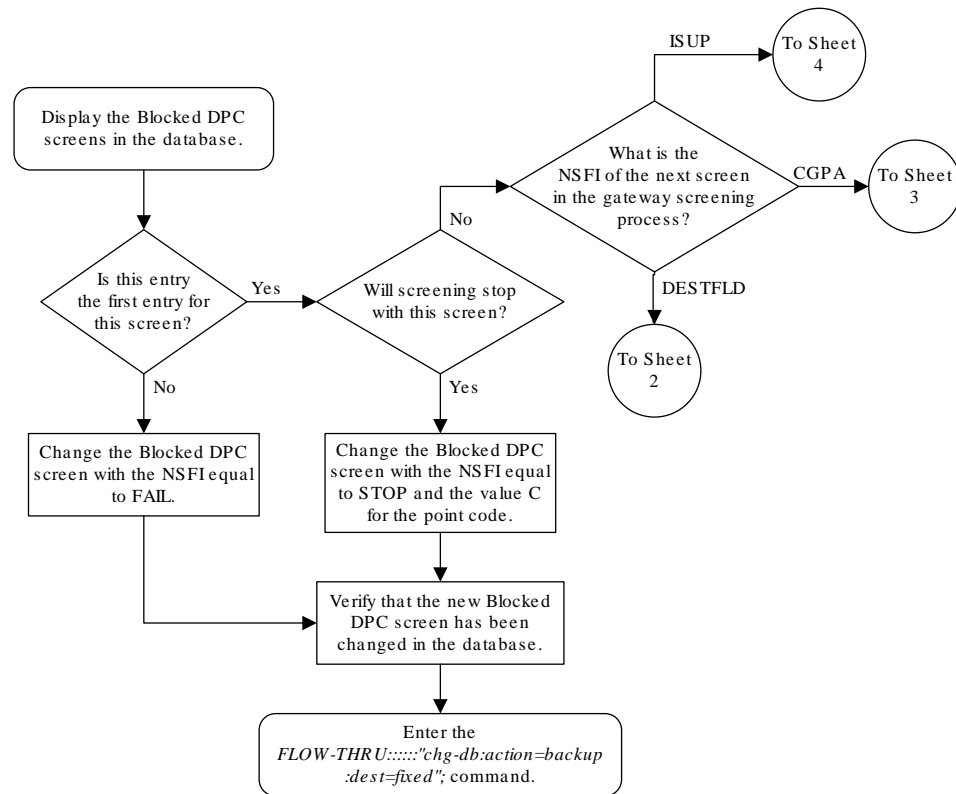 Display the Blocked DPC
screens in the database.
Is this entry
the first entry for
this screen?
Yes
No
Change the Blocked DPC
screen with the NSFI equal
to FAIL.
Will screening stop
with this screen?
No
Yes
Change the Blocked DPC
screen with the NSFI equal
to STOP and the value C
for the point code.
Verify that the new Blocked
DPC screen has been
changed in the database.
Enter the
FLOW-THRU::::::"chg-db:action=backup
:dest=fixed"; command.
What is the
NSFI of the next screen
in the gateway screening
process?
ISUP
To Sheet
4
CGPA
To Sheet
3
DESTFLD
To Sheet
2